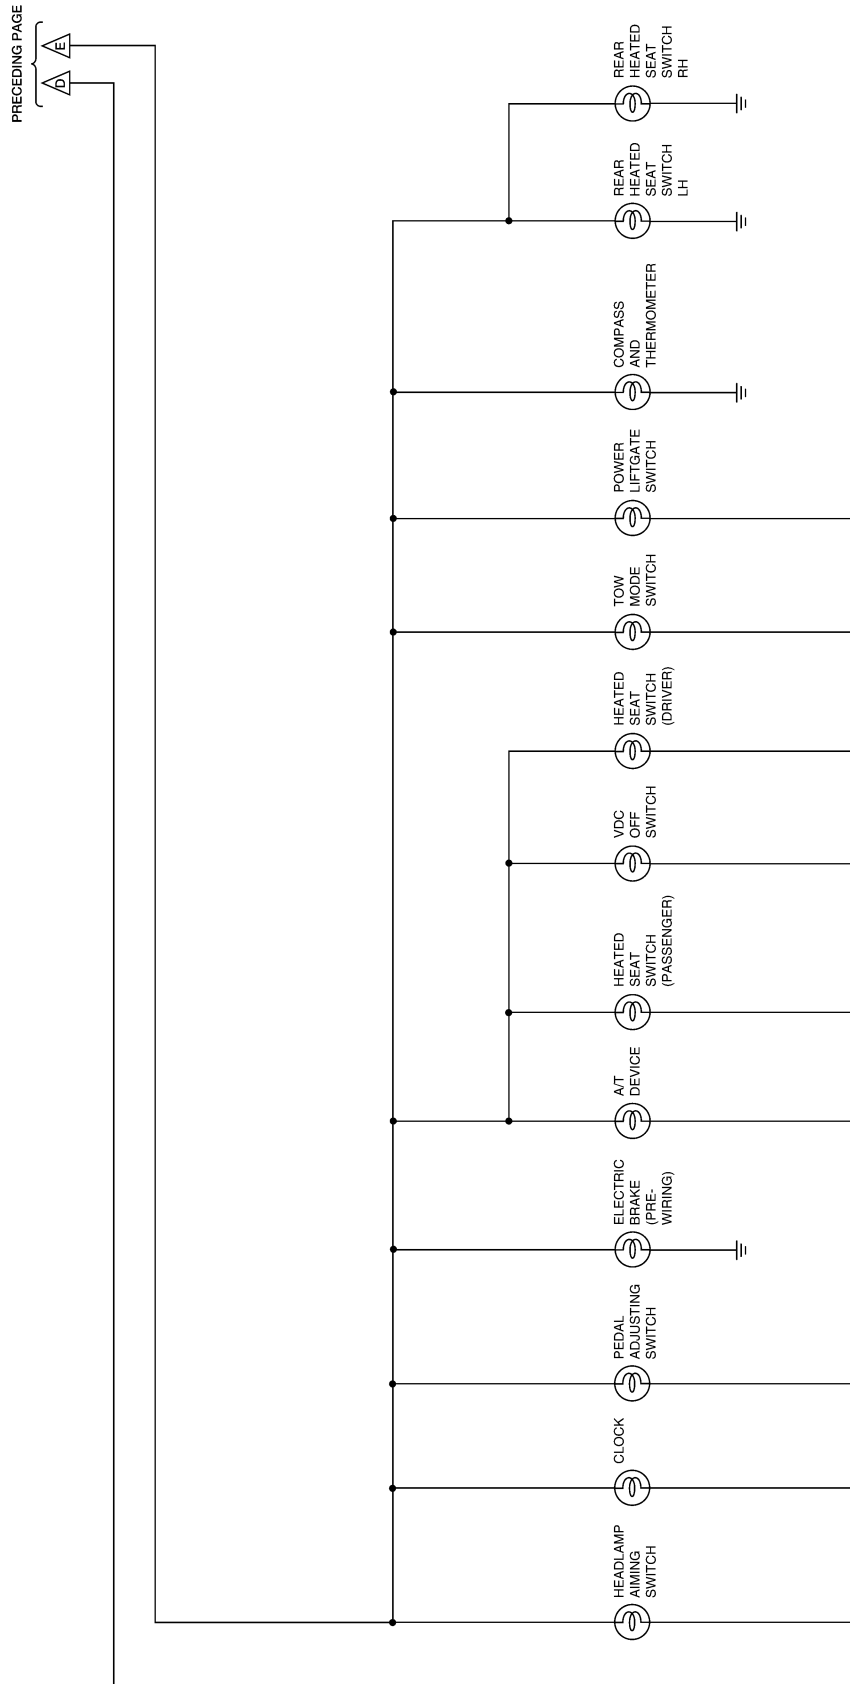 PRECEDING PAGE
E
D
REAR
HEATED
SEAT
SWITCH
RH
REAR
HEATED
SEAT
SWITCH
LH
COMPASS
AND
THERMOMETER
POWER
LIFTGATE
SWITCH
TOW
MODE
SWITCH
HEATED
SEAT
SWITCH
(DRIVER)
VDC
OFF
SWITCH
HEATED
SEAT
SWITCH
(PASSENGER)
A/T
DEVICE
ELECTRIC
BRAKE
(PRE-
WIRING)
PEDAL
ADJUSTING
SWITCH
CLOCK
HEADLAMP
AIMING
SWITCH